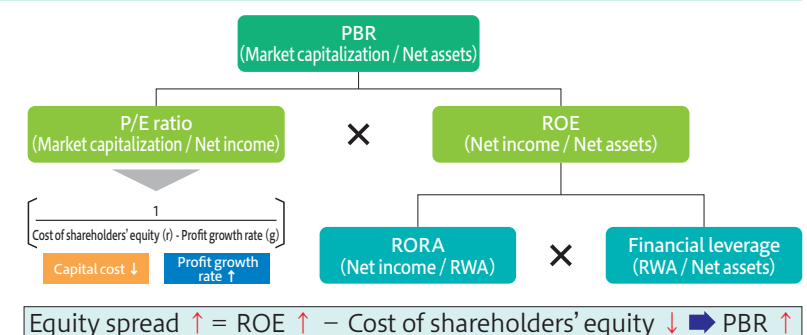 PBR
(Market capitalization / Net assets)
P/E ratio
(Market capitalization / Net income)
×
ROE
(Net income / Net assets)
1
Cost of shareholders' equity (r) - Profit growth rate (g)
Capital cost ↓
Profit growth
rate ↑
RORA
(Net income / RWA)
×
Financial leverage
(RWA / Net assets)
Equity spread ↑ = ROE ↑ − Cost of shareholders' equity ↓ ➡ PBR ↑